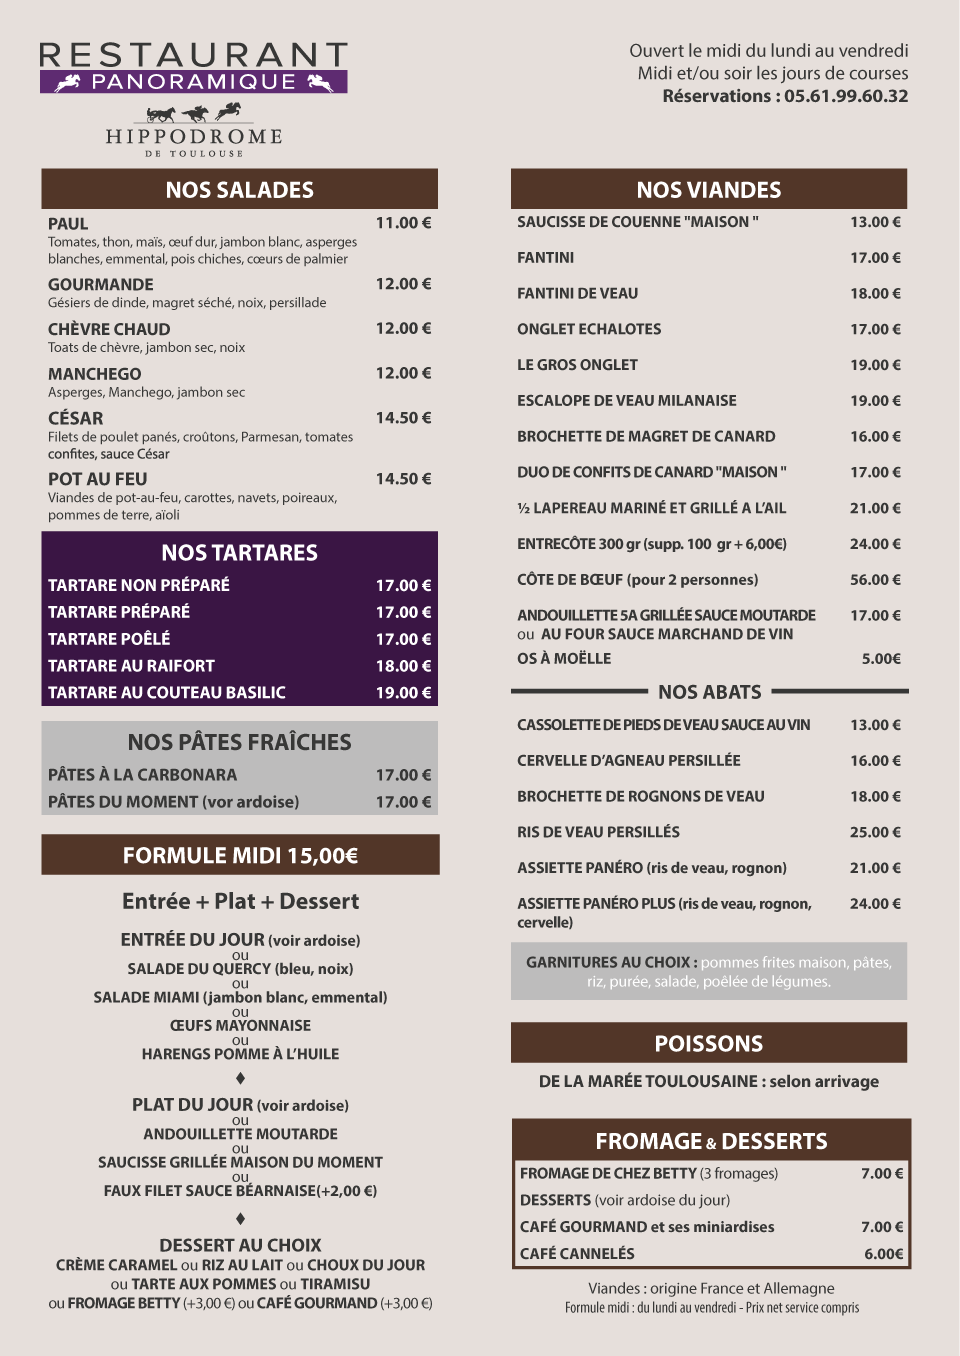 RESTAURANT
PANORAMIQUE
HIPPODROME
DE TOULOUSE
Ouvert le midi du lundi au vendredi
Midi et/ou soir les jours de courses
Réservations : 05.61.99.60.32
NOS SALADES
PAUL 11.00 €
Tomates, thon, maïs, œuf dur, jambon blanc, asperges
blanches, emmental, pois chiches, cœurs de palmier
GOURMANDE 12.00 €
Gésiers de dinde, magret séché, noix, persillade
CHÈVRE CHAUD 12.00 €
Toats de chèvre, jambon sec, noix
MANCHEGO 12.00 €
Asperges, Manchego, jambon sec
CÉSAR 14.50 €
Filets de poulet panés, croûtons, Parmesan, tomates
confites, sauce César
POT AU FEU 14.50 €
Viandes de pot-au-feu, carottes, navets, poireaux,
pommes de terre, aïoli
NOS TARTARES
TARTARE NON PRÉPARÉ 17.00 €
TARTARE PRÉPARÉ 17.00 €
TARTARE POÊLÉ 17.00 €
TARTARE AU RAIFORT 18.00 €
TARTARE AU COUTEAU BASILIC 19.00 €
NOS PÂTES FRAÎCHES
PÂTES À LA CARBONARA 17.00 €
PÂTES DU MOMENT (vor ardoise) 17.00 €
FORMULE MIDI 15,00€
Entrée + Plat + Dessert
ENTRÉE DU JOUR (voir ardoise)
ou
SALADE DU QUERCY (bleu, noix)
ou
SALADE MIAMI (jambon blanc, emmental)
ou
ŒUFS MAYONNAISE
ou
HARENGS POMME À L'HUILE
♦
PLAT DU JOUR (voir ardoise)
ou
ANDOUILLETTE MOUTARDE
ou
SAUCISSE GRILLÉE MAISON DU MOMENT
ou
FAUX FILET SAUCE BÉARNAISE(+2,00 €)
♦
DESSERT AU CHOIX
CRÈME CARAMEL ou RIZ AU LAIT ou CHOUX DU JOUR
ou TARTE AUX POMMES ou TIRAMISU
ou FROMAGE BETTY (+3,00 €) ou CAFÉ GOURMAND (+3,00 €)
NOS VIANDES
SAUCISSE DE COUENNE "MAISON " 13.00 €
FANTINI 17.00 €
FANTINI DE VEAU 18.00 €
ONGLET ECHALOTES 17.00 €
LE GROS ONGLET 19.00 €
ESCALOPE DE VEAU MILANAISE 19.00 €
BROCHETTE DE MAGRET DE CANARD 16.00 €
DUO DE CONFITS DE CANARD "MAISON " 17.00 €
½ LAPEREAU MARINÉ ET GRILLÉ A L'AIL 21.00 €
ENTRECÔTE 300 gr (supp. 100 gr + 6,00€) 24.00 €
CÔTE DE BŒUF (pour 2 personnes) 56.00 €
ANDOUILLETTE 5A GRILLÉE SAUCE MOUTARDE 17.00 €
ou AU FOUR SAUCE MARCHAND DE VIN
OS À MOËLLE 5.00€
NOS ABATS
CASSOLETTE DE PIEDS DE VEAU SAUCE AU VIN 13.00 €
CERVELLE D'AGNEAU PERSILLÉE 16.00 €
BROCHETTE DE ROGNONS DE VEAU 18.00 €
RIS DE VEAU PERSILLÉS 25.00 €
ASSIETTE PANÉRO (ris de veau, rognon) 21.00 €
ASSIETTE PANÉRO PLUS (ris de veau, rognon, 24.00 €
cervelle)
GARNITURES AU CHOIX : pommes frites maison, pâtes,
riz, purée, salade, poêlée de légumes.
POISSONS
DE LA MARÉE TOULOUSAINE : selon arrivage
FROMAGE & DESSERTS
FROMAGE DE CHEZ BETTY (3 fromages) 7.00 €
DESSERTS (voir ardoise du jour)
CAFÉ GOURMAND et ses miniardises 7.00 €
CAFÉ CANNELÉS 6.00€
Viandes : origine France et Allemagne
Formule midi : du lundi au vendredi - Prix net service compris